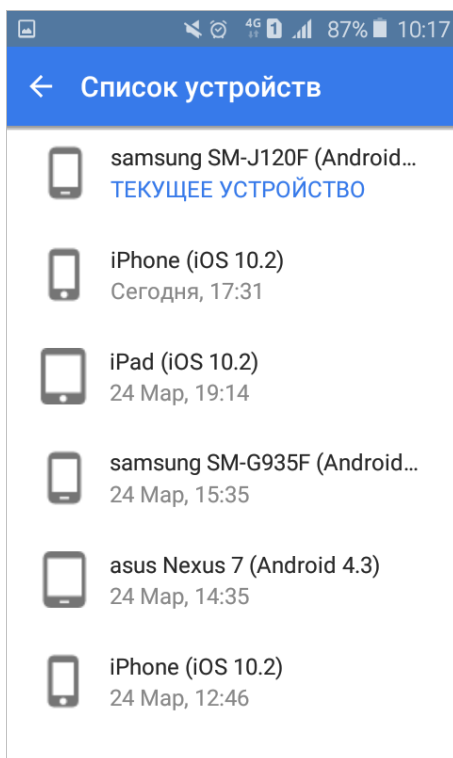 4G 1 87% 10:17
Список устройств
samsung SM-J120F (Android...
ТЕКУЩЕЕ УСТРОЙСТВО
iPhone (iOS 10.2)
Сегодня, 17:31
iPad (iOS 10.2)
24 Мар, 19:14
samsung SM-G935F (Android...
24 Мар, 15:35
asus Nexus 7 (Android 4.3)
24 Мар, 14:35
iPhone (iOS 10.2)
24 Мар, 12:46